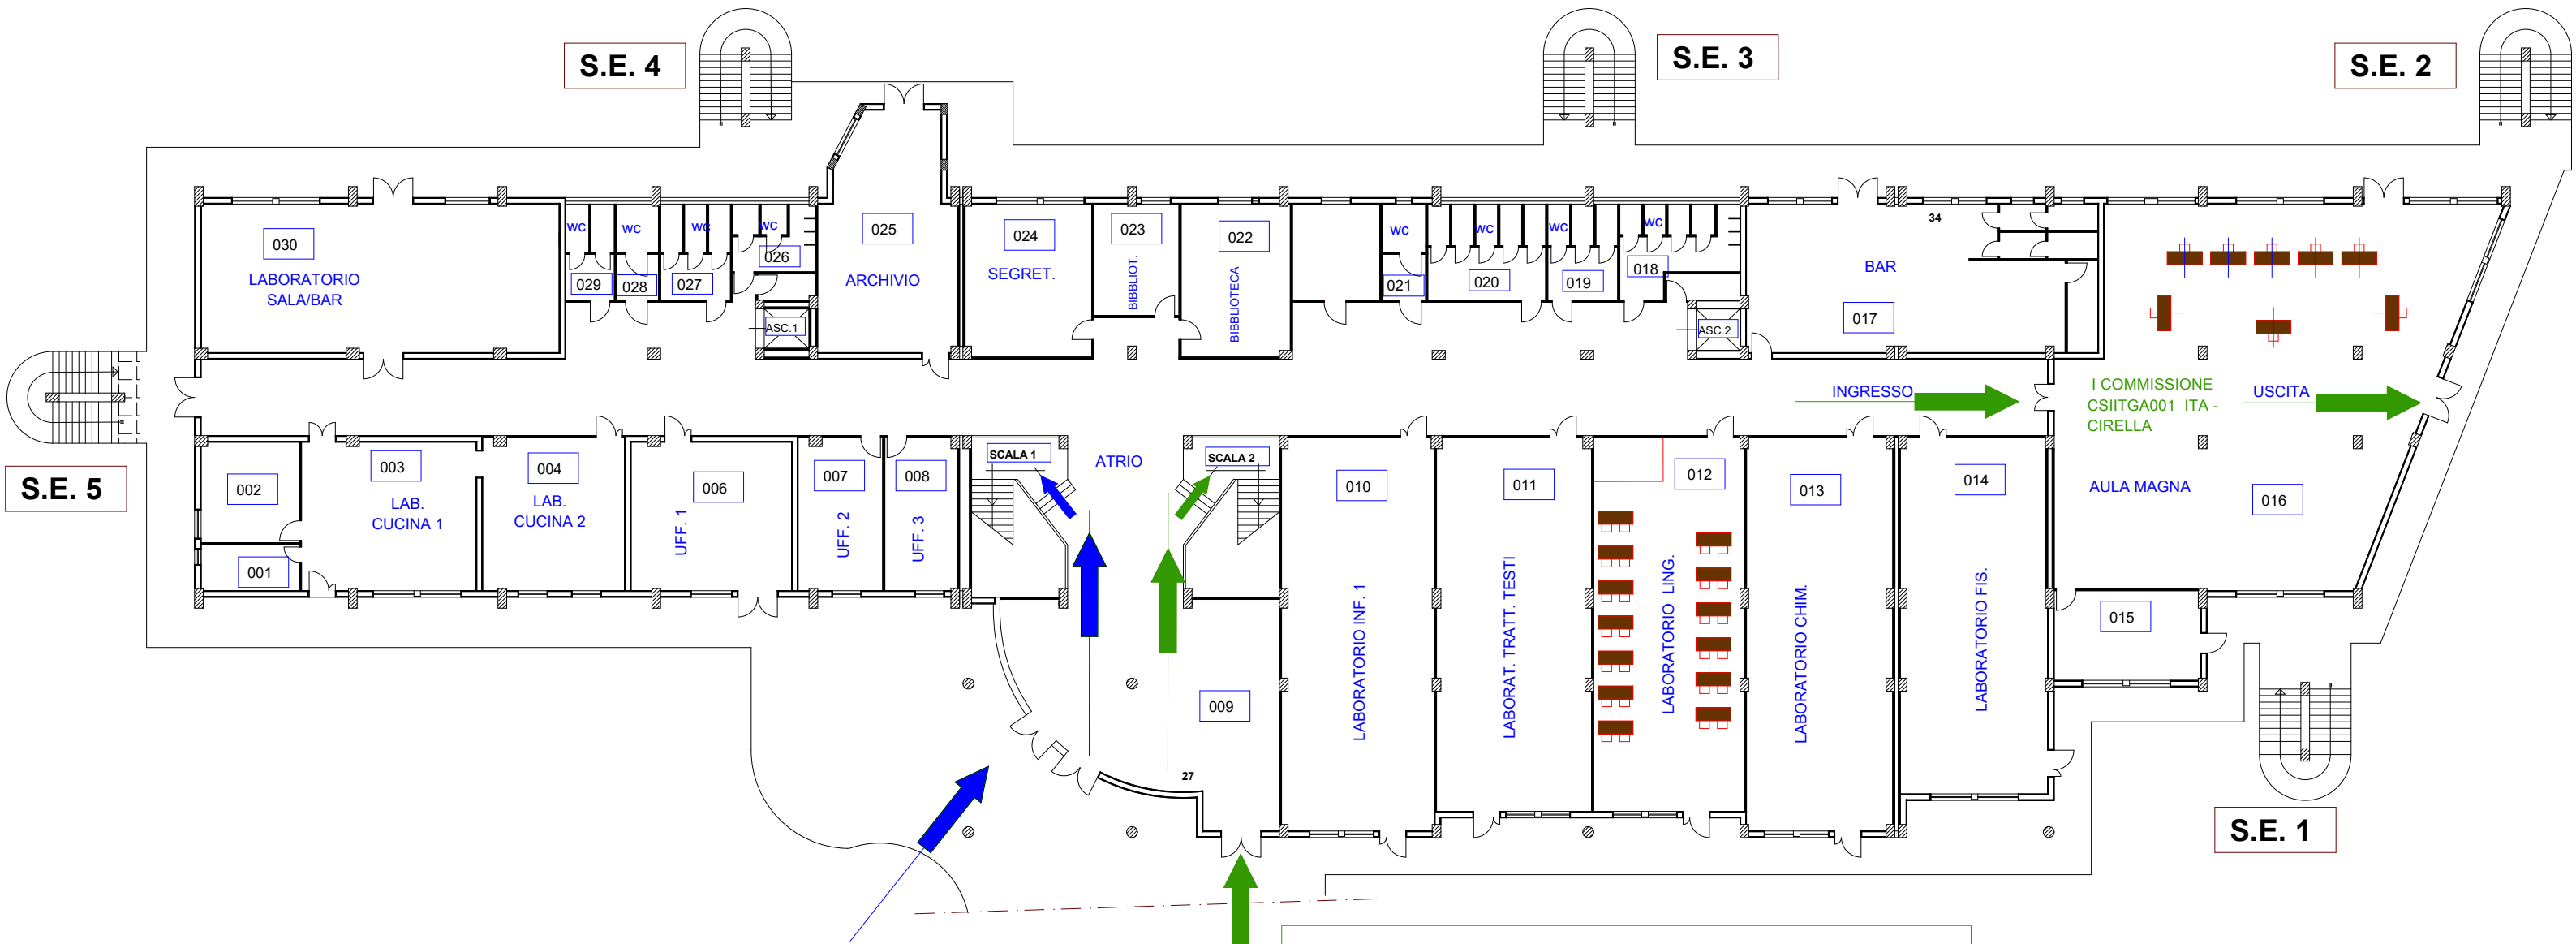 S.E. 4
S.E. 3
S.E. 2
030
LABORATORIO
SALA/BAR
WC
029
WC
028
WC
027
WC
026
ASC.1
025
ARCHIVIO
024
SEGRET.
023
BIBBLIOT.
022
BIBBLIOTECA
WC
021
WC
020
WC
019
WC
018
ASC.2
34
BAR
017
INGRESSO
I COMMISSIONE
CSIITGA001 ITA -
CIRELLA
USCITA
AULA MAGNA
016
S.E. 5
002
001
003
LAB.
CUCINA 1
004
LAB.
CUCINA 2
006
UFF. 1
007
UFF. 2
008
UFF. 3
SCALA 1
ATRIO
SCALA 2
009
27
010
LABORATORIO INF. 1
011
LABORAT. TRATT. TESTI
012
LABORATORIO LING.
013
LABORATORIO CHIM.
014
LABORATORIO FIS.
015
S.E. 1